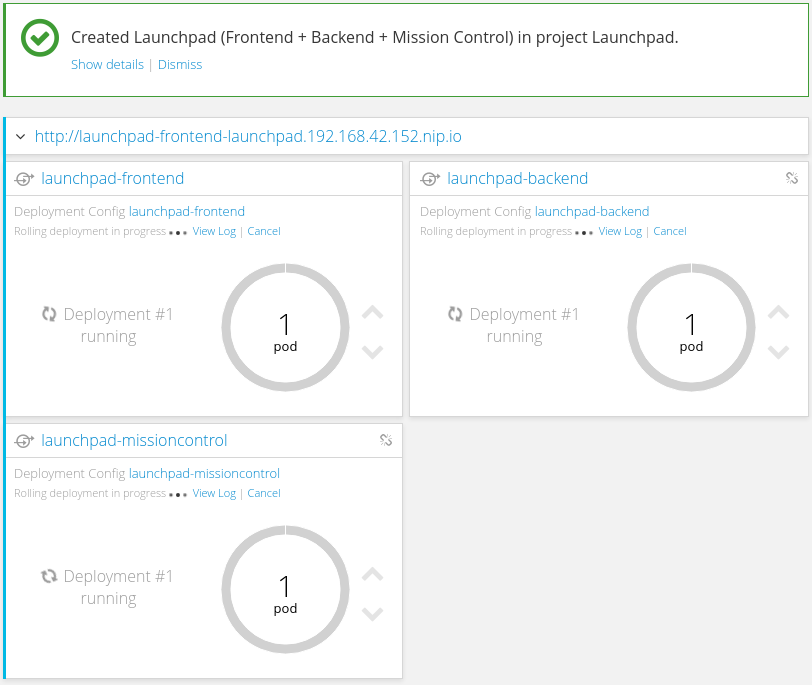 Created Launchpad (Frontend + Backend + Mission Control) in project Launchpad.
Show details | Dismiss
http://launchpad-frontend-launchpad.192.168.42.152.nip.io
launchpad-frontend
Deployment Config launchpad-frontend
Rolling deployment in progress ••• View Log | Cancel
Deployment #1
running
1
pod
launchpad-backend
Deployment Config launchpad-backend
Rolling deployment in progress ••• View Log | Cancel
Deployment #1
running
1
pod
launchpad-missioncontrol
Deployment Config launchpad-missioncontrol
Rolling deployment in progress ••• View Log | Cancel
Deployment #1
running
1
pod